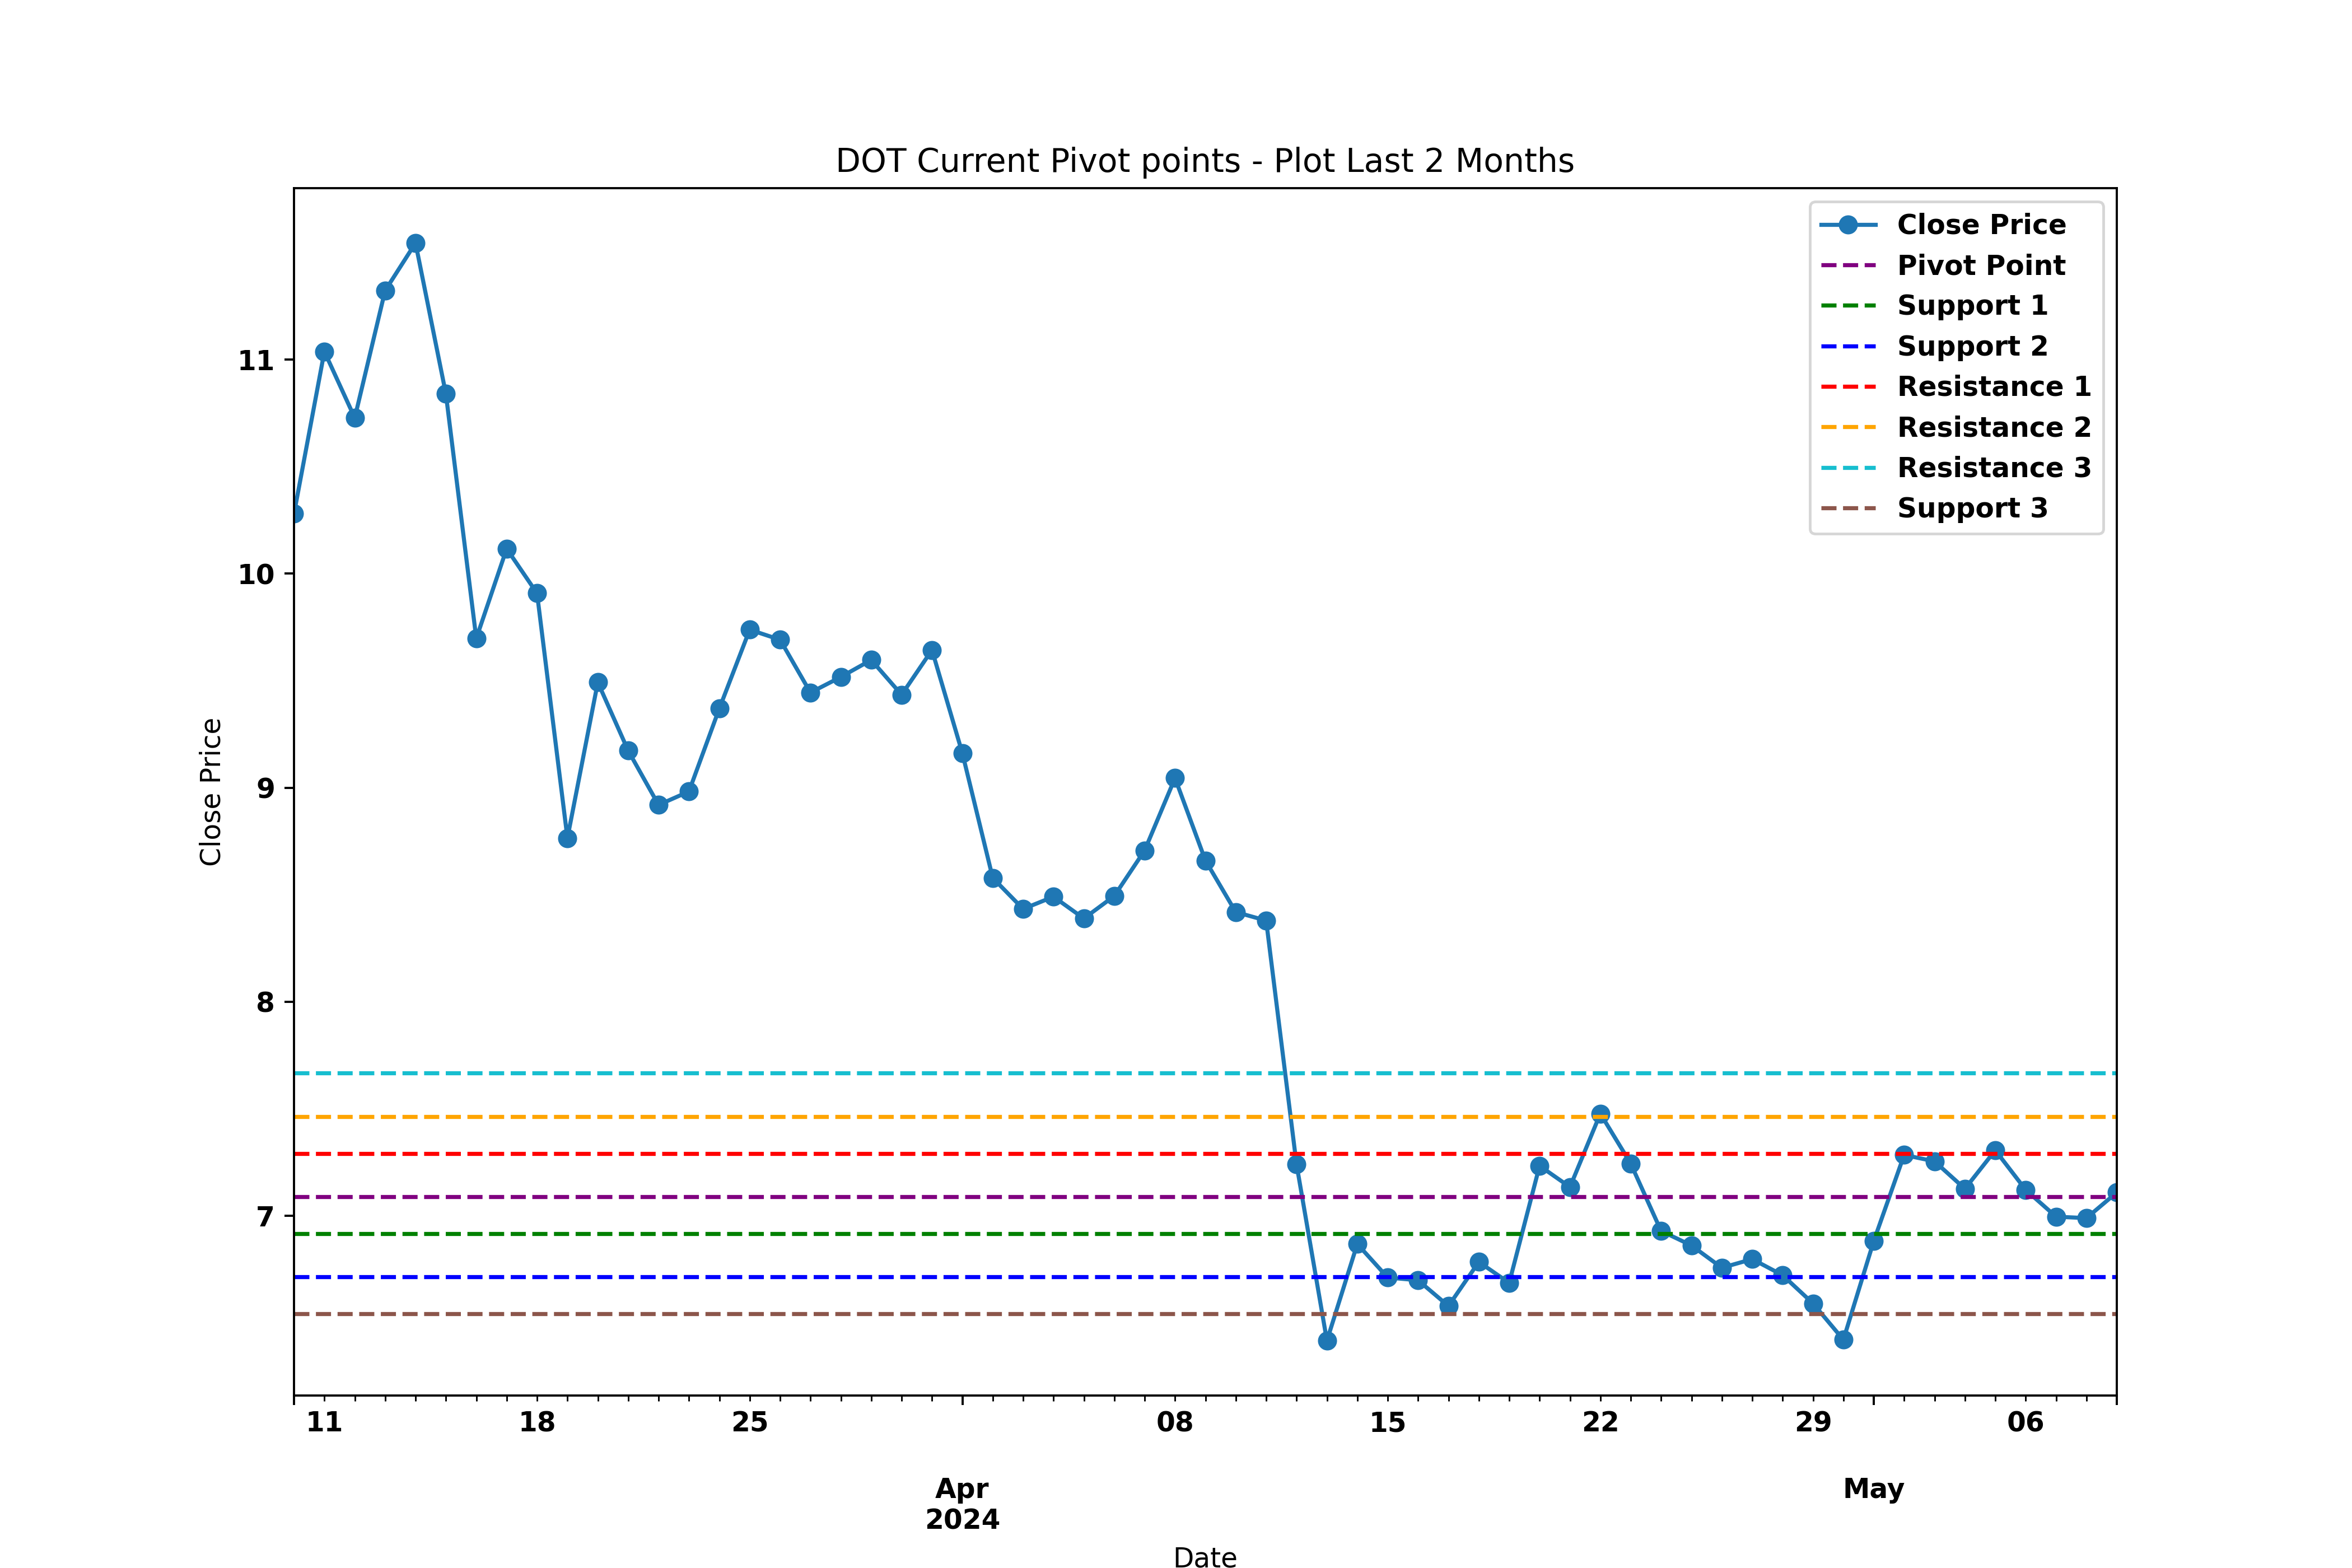 DOT Current Pivot points - Plot Last 2 Months
Close Price
Pivot Point
Support 1
Support 2
Resistance 1
Resistance 2
Resistance 3
Support 3
11
10
9
8
7
Close Price
11 18 25 08 15 22 29 06
Apr May
2024
Date